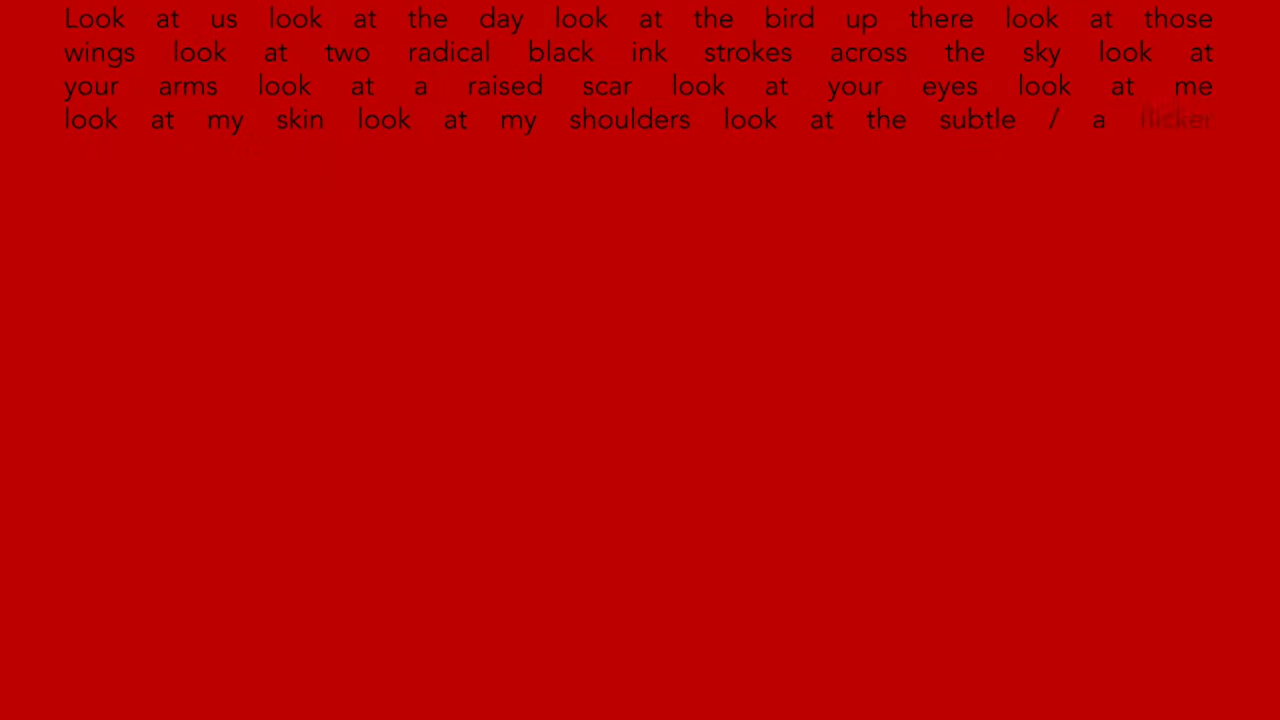 Look at us look at the day look at the bird up there look at those
wings look at two radical black ink strokes across the sky look at
your arms look at a raised scar look at your eyes look at me
look at my skin look at my shoulders look at the subtle / a flicker